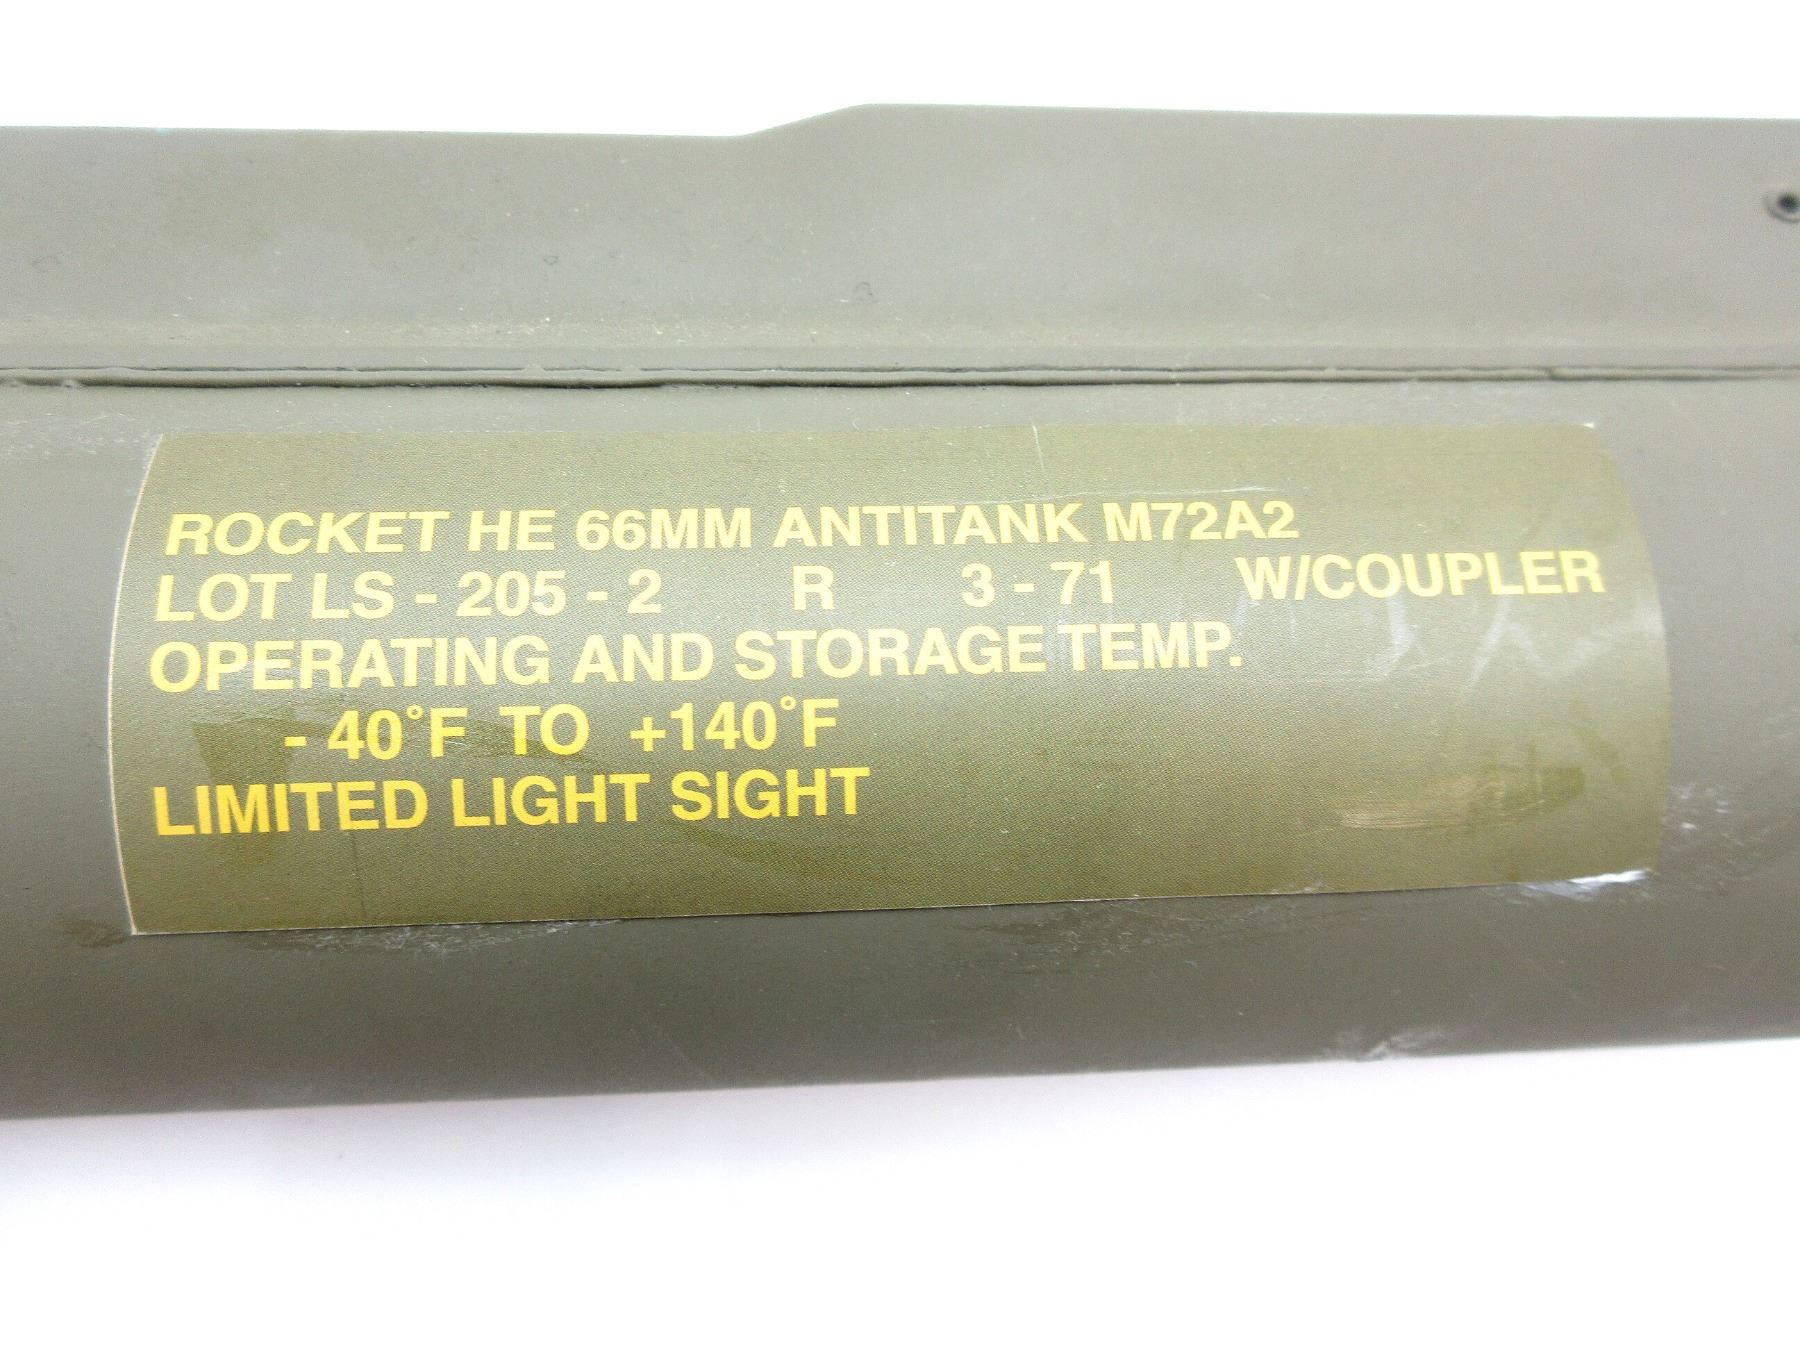 ROCKET HE 66MM ANTITANK M72A2
LOT LS - 205 - 2 R 3 - 71 W/COUPLER
OPERATING AND STORAGE TEMP.
- 40°F TO +140°F
LIMITED LIGHT SIGHT